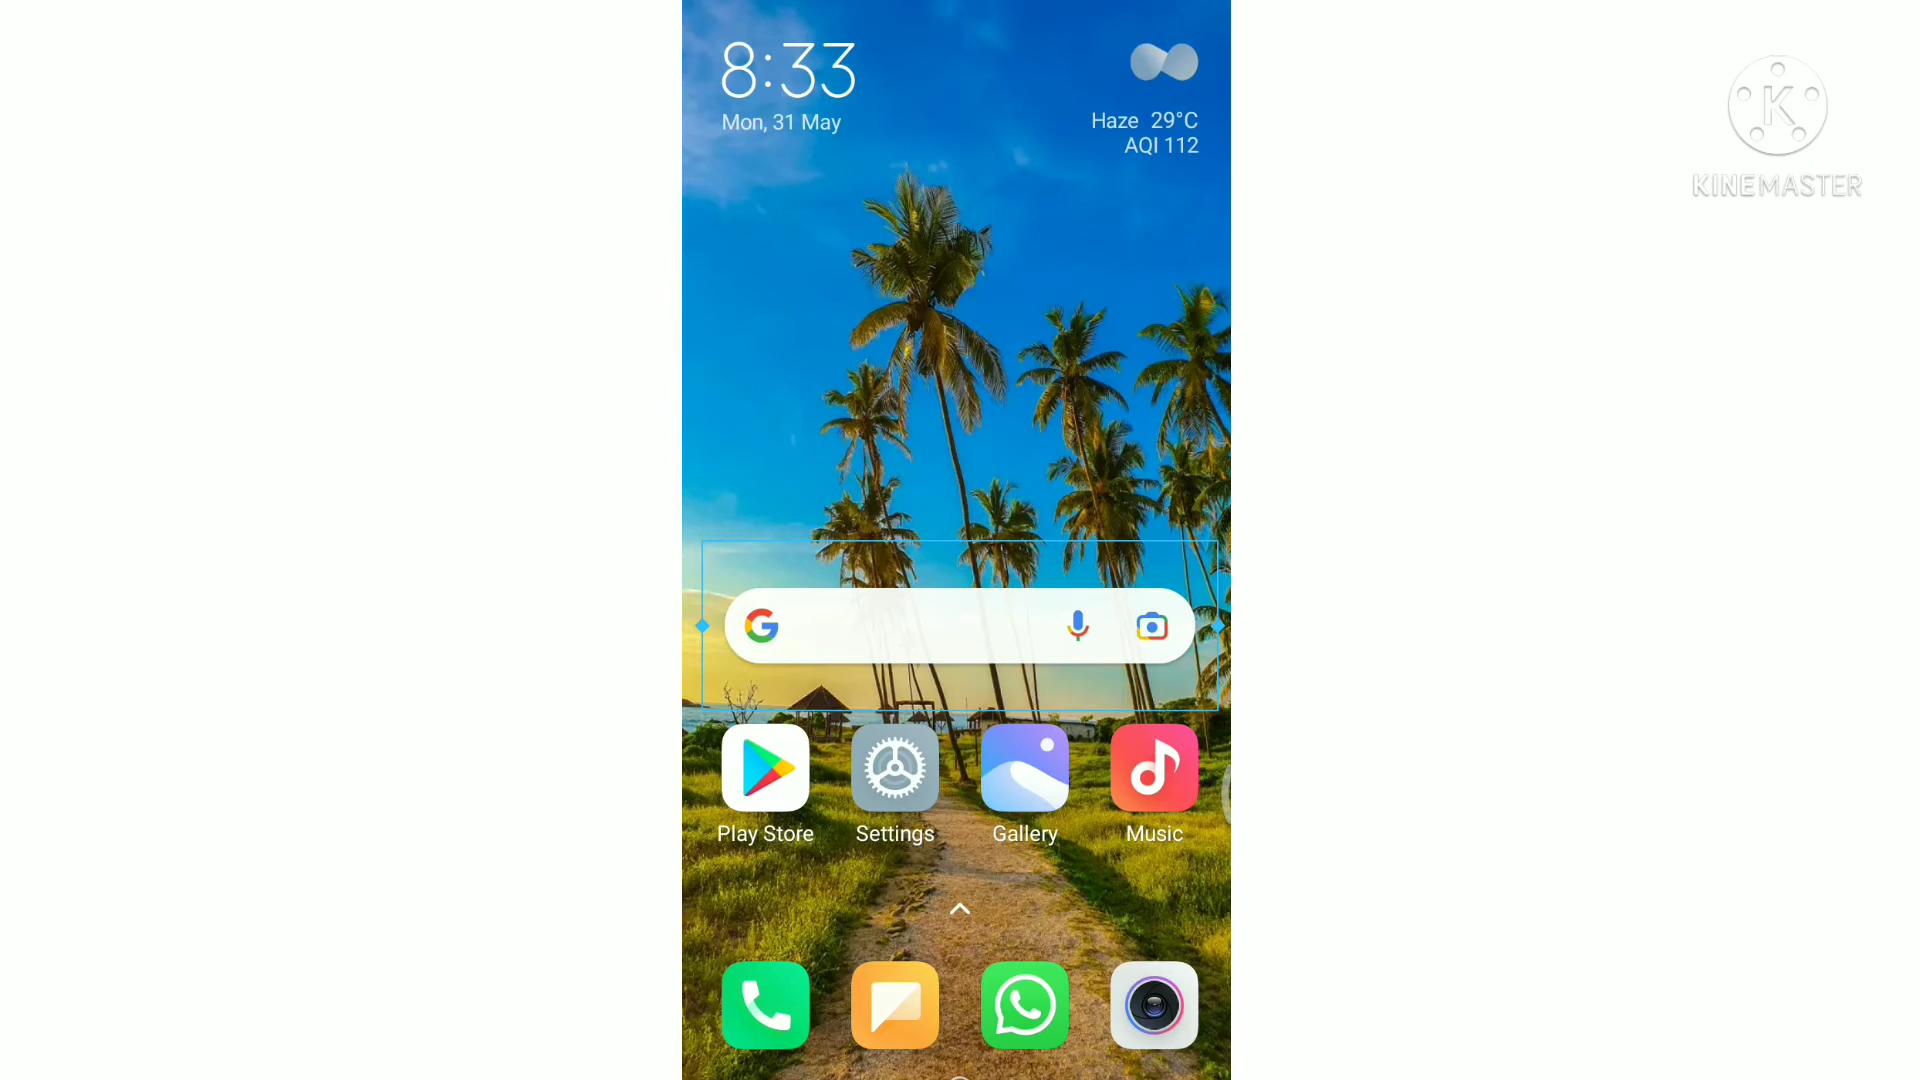 8:33
Mon, 31 May
Haze 29°C
AQI 112
K
KINEMASTER
G
Play Store
Settings
Gallery
Music